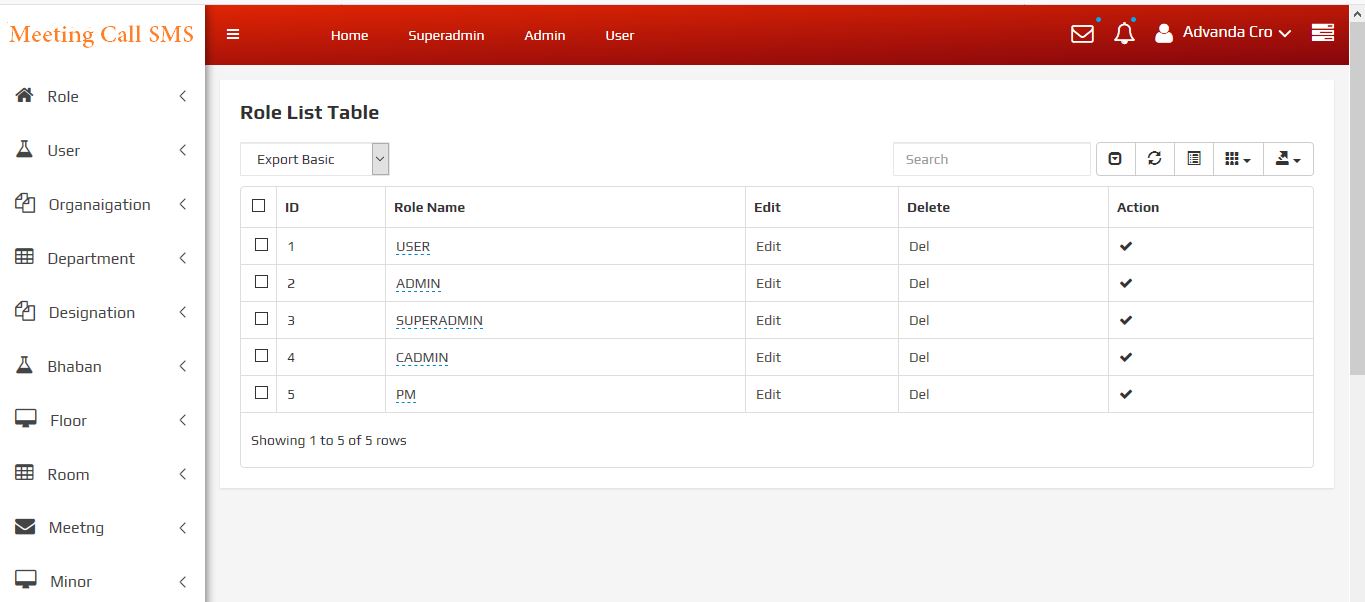 Meeting Call SMS
Home Superadmin Admin User Advanda Cro
Role
User
Organaigation
Department
Designation
Bhaban
Floor
Room
Meetng
Minor
Role List Table
Export Basic Search
ID Role Name Edit Delete Action
1 USER Edit Del
2 ADMIN Edit Del
3 SUPERADMIN Edit Del
4 CADMIN Edit Del
5 PM Edit Del
Showing 1 to 5 of 5 rows